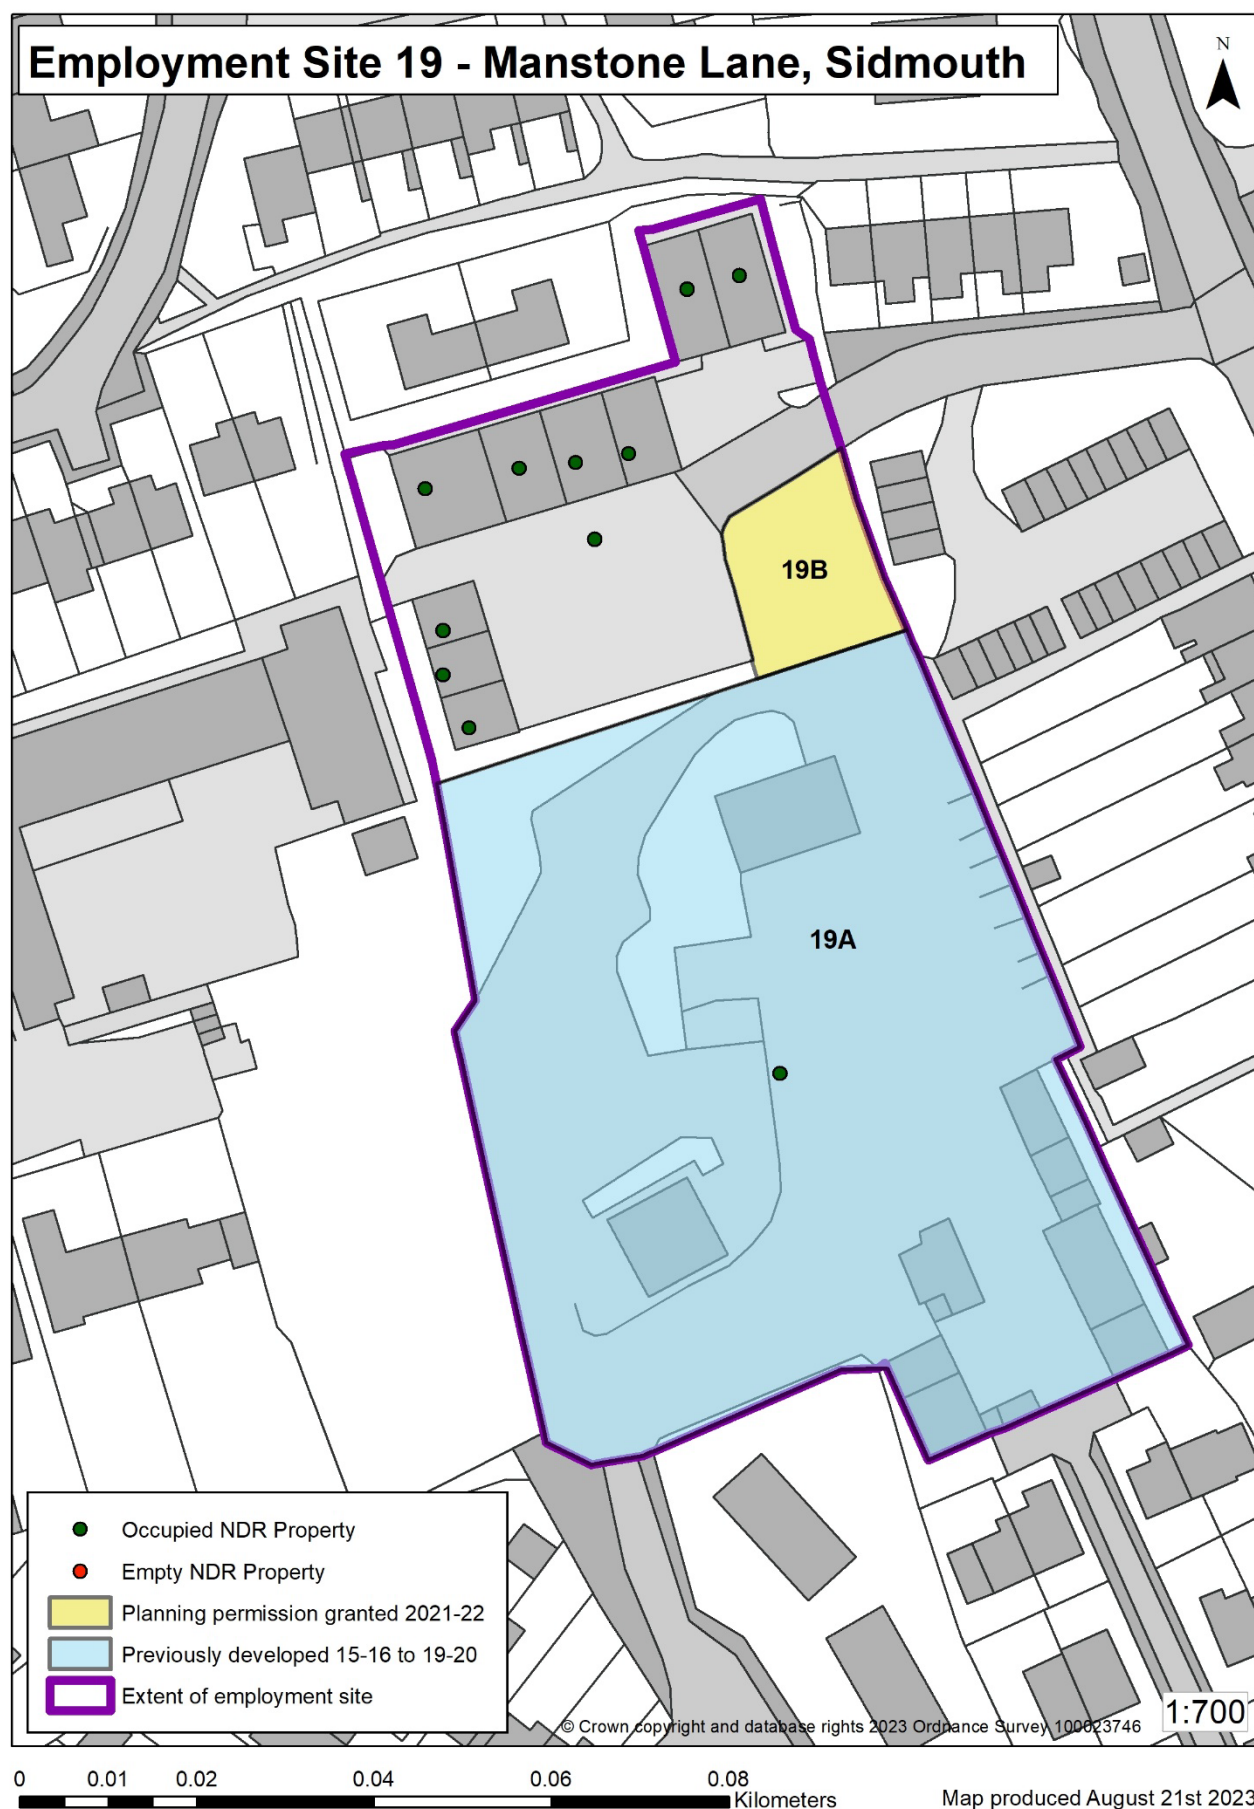 Employment Site 19 - Manstone Lane, Sidmouth
N
19B
19A
Occupied NDR Property
Empty NDR Property
Planning permission granted 2021-22
Previously developed 15-16 to 19-20
Extent of employment site
© Crown copyright and database rights 2023 Ordnance Survey 100023746
1:700
0 0.01 0.02 0.04 0.06 0.08
Kilometers
Map produced August 21st 2023